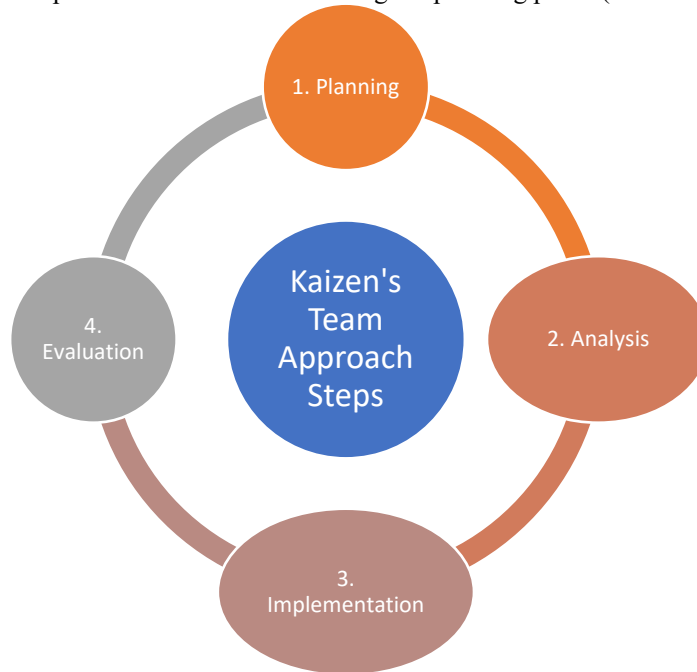 1. Planning
2. Analysis
3.
Implementation
4.
Evaluation
Kaizen's
Team
Approach
Steps